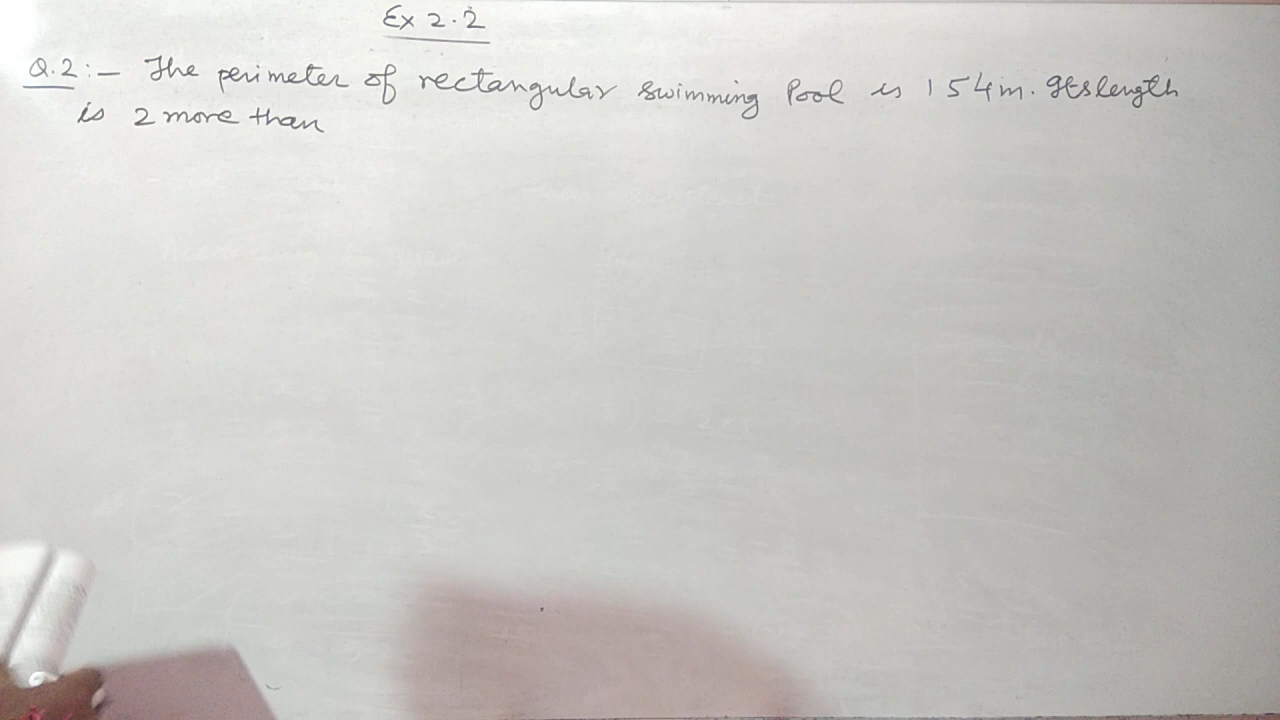 Ex 2.2
Q.2:- The perimeter of rectangular swimming Pool is 154m. Its length
is 2 more than